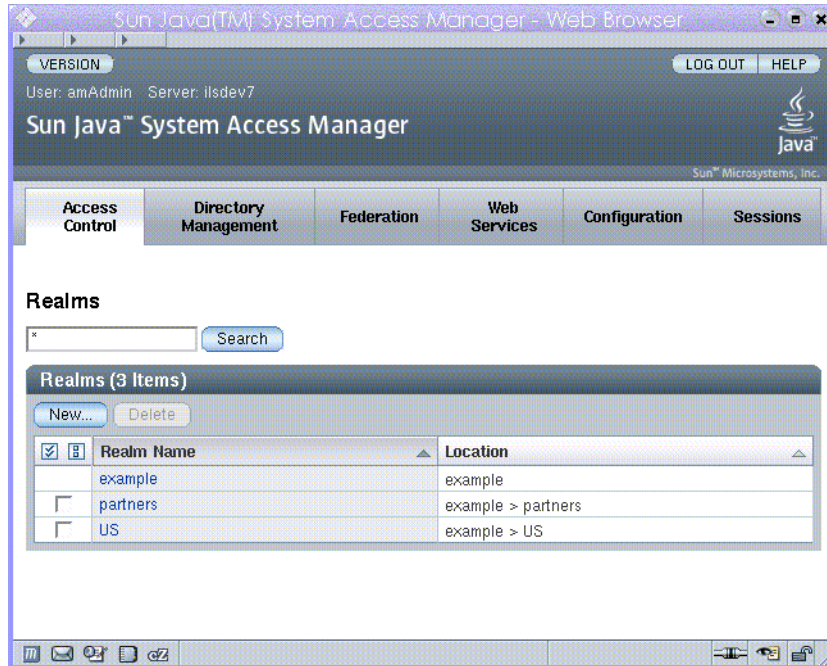 Sun Java(TM) System Access Manager - Web Browser
VERSION
LOG OUT
HELP
User: amAdmin Server: ilsdev7
Sun Java™ System Access Manager
Java™
Sun™ Microsystems, Inc.
Access Control
Directory Management
Federation
Web Services
Configuration
Sessions
Realms
*
Search
Realms (3 Items)
New...
Delete
Realm Name
Location
example
example
partners
example > partners
US
example > US